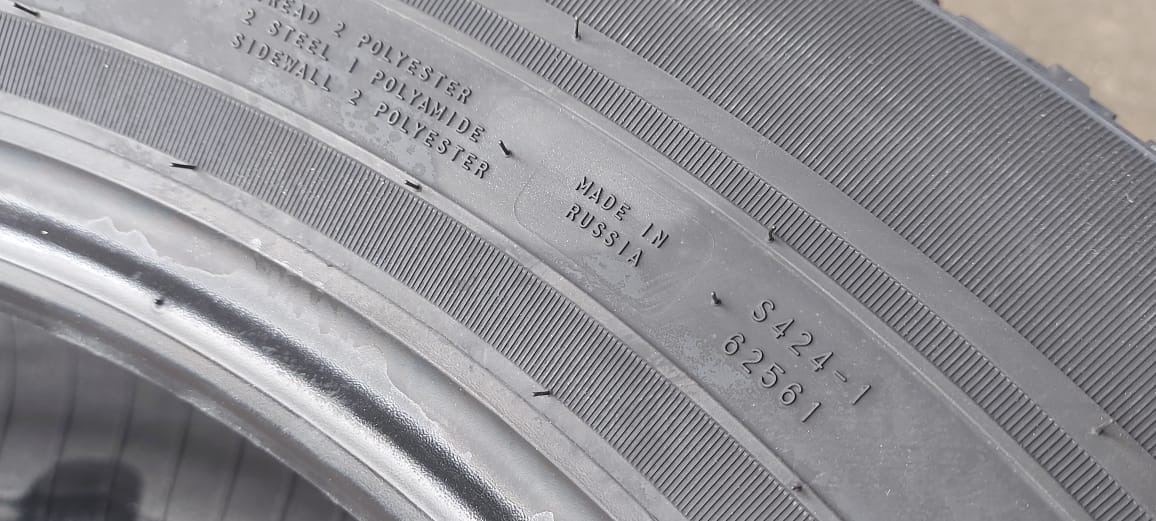 TREAD 2 POLYESTER
2 STEEL 1 POLYAMIDE
SIDEWALL 2 POLYESTER
MADE IN
RUSSIA
S424-1
62561